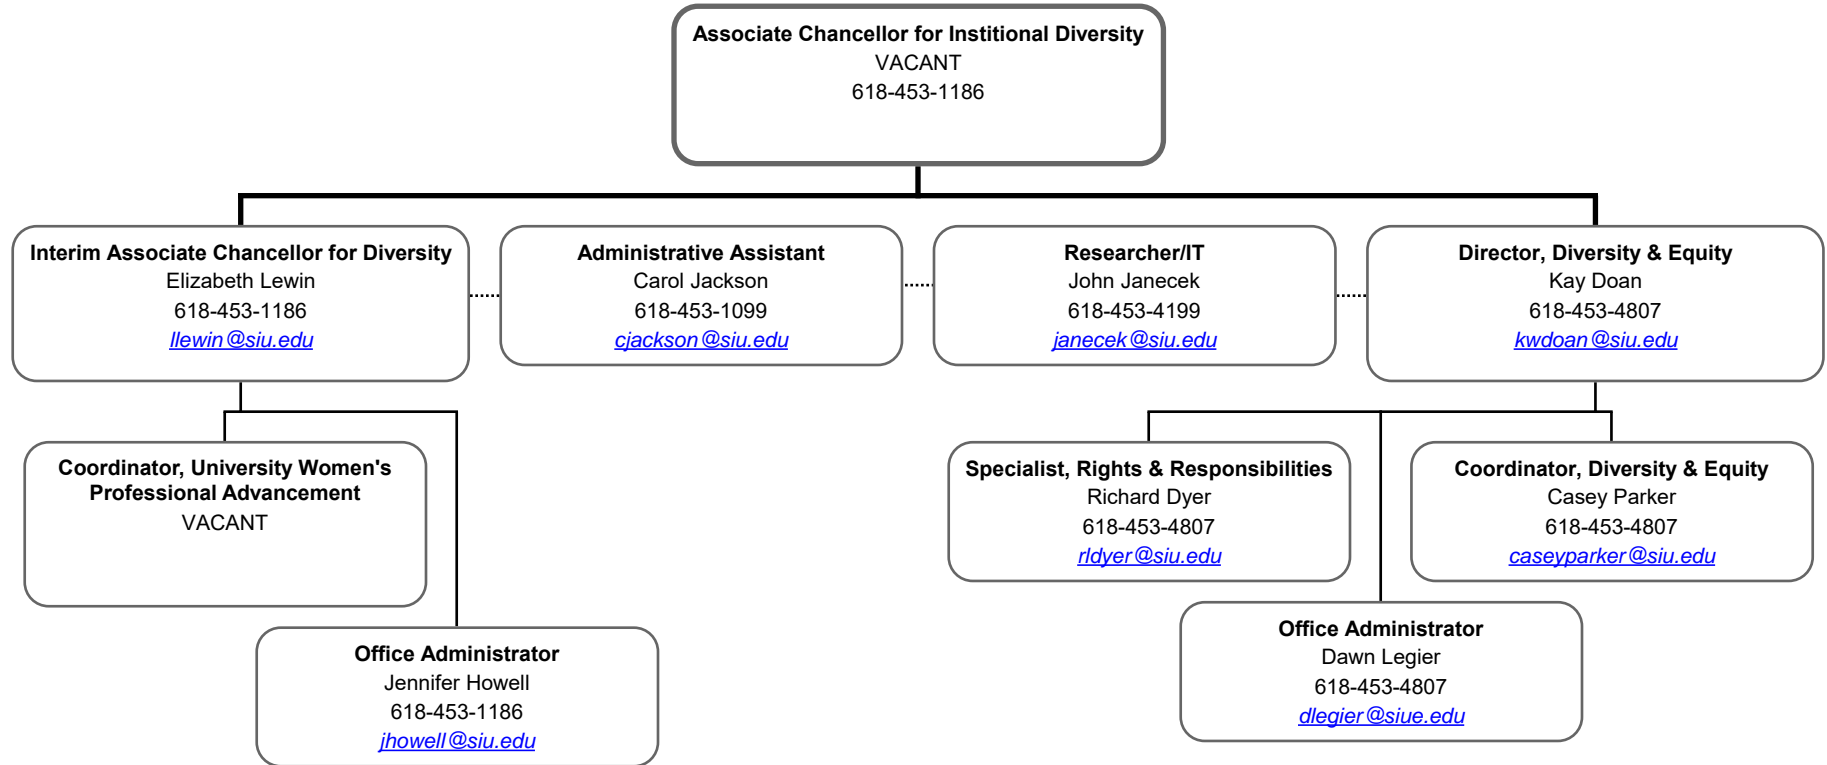 Associate Chancellor for Institional Diversity
VACANT
618-453-1186
Interim Associate Chancellor for Diversity
Elizabeth Lewin
618-453-1186
llewin@siu.edu
Administrative Assistant
Carol Jackson
618-453-1099
cjackson@siu.edu
Researcher/IT
John Janecek
618-453-4199
janecek@siu.edu
Director, Diversity & Equity
Kay Doan
618-453-4807
kwdoan@siu.edu
Coordinator, University Women's
Professional Advancement
VACANT
Office Administrator
Jennifer Howell
618-453-1186
jhowell@siu.edu
Specialist, Rights & Responsibilities
Richard Dyer
618-453-4807
rldyer@siu.edu
Coordinator, Diversity & Equity
Casey Parker
618-453-4807
caseyparker@siu.edu
Office Administrator
Dawn Legier
618-453-4807
dlegier@siue.edu